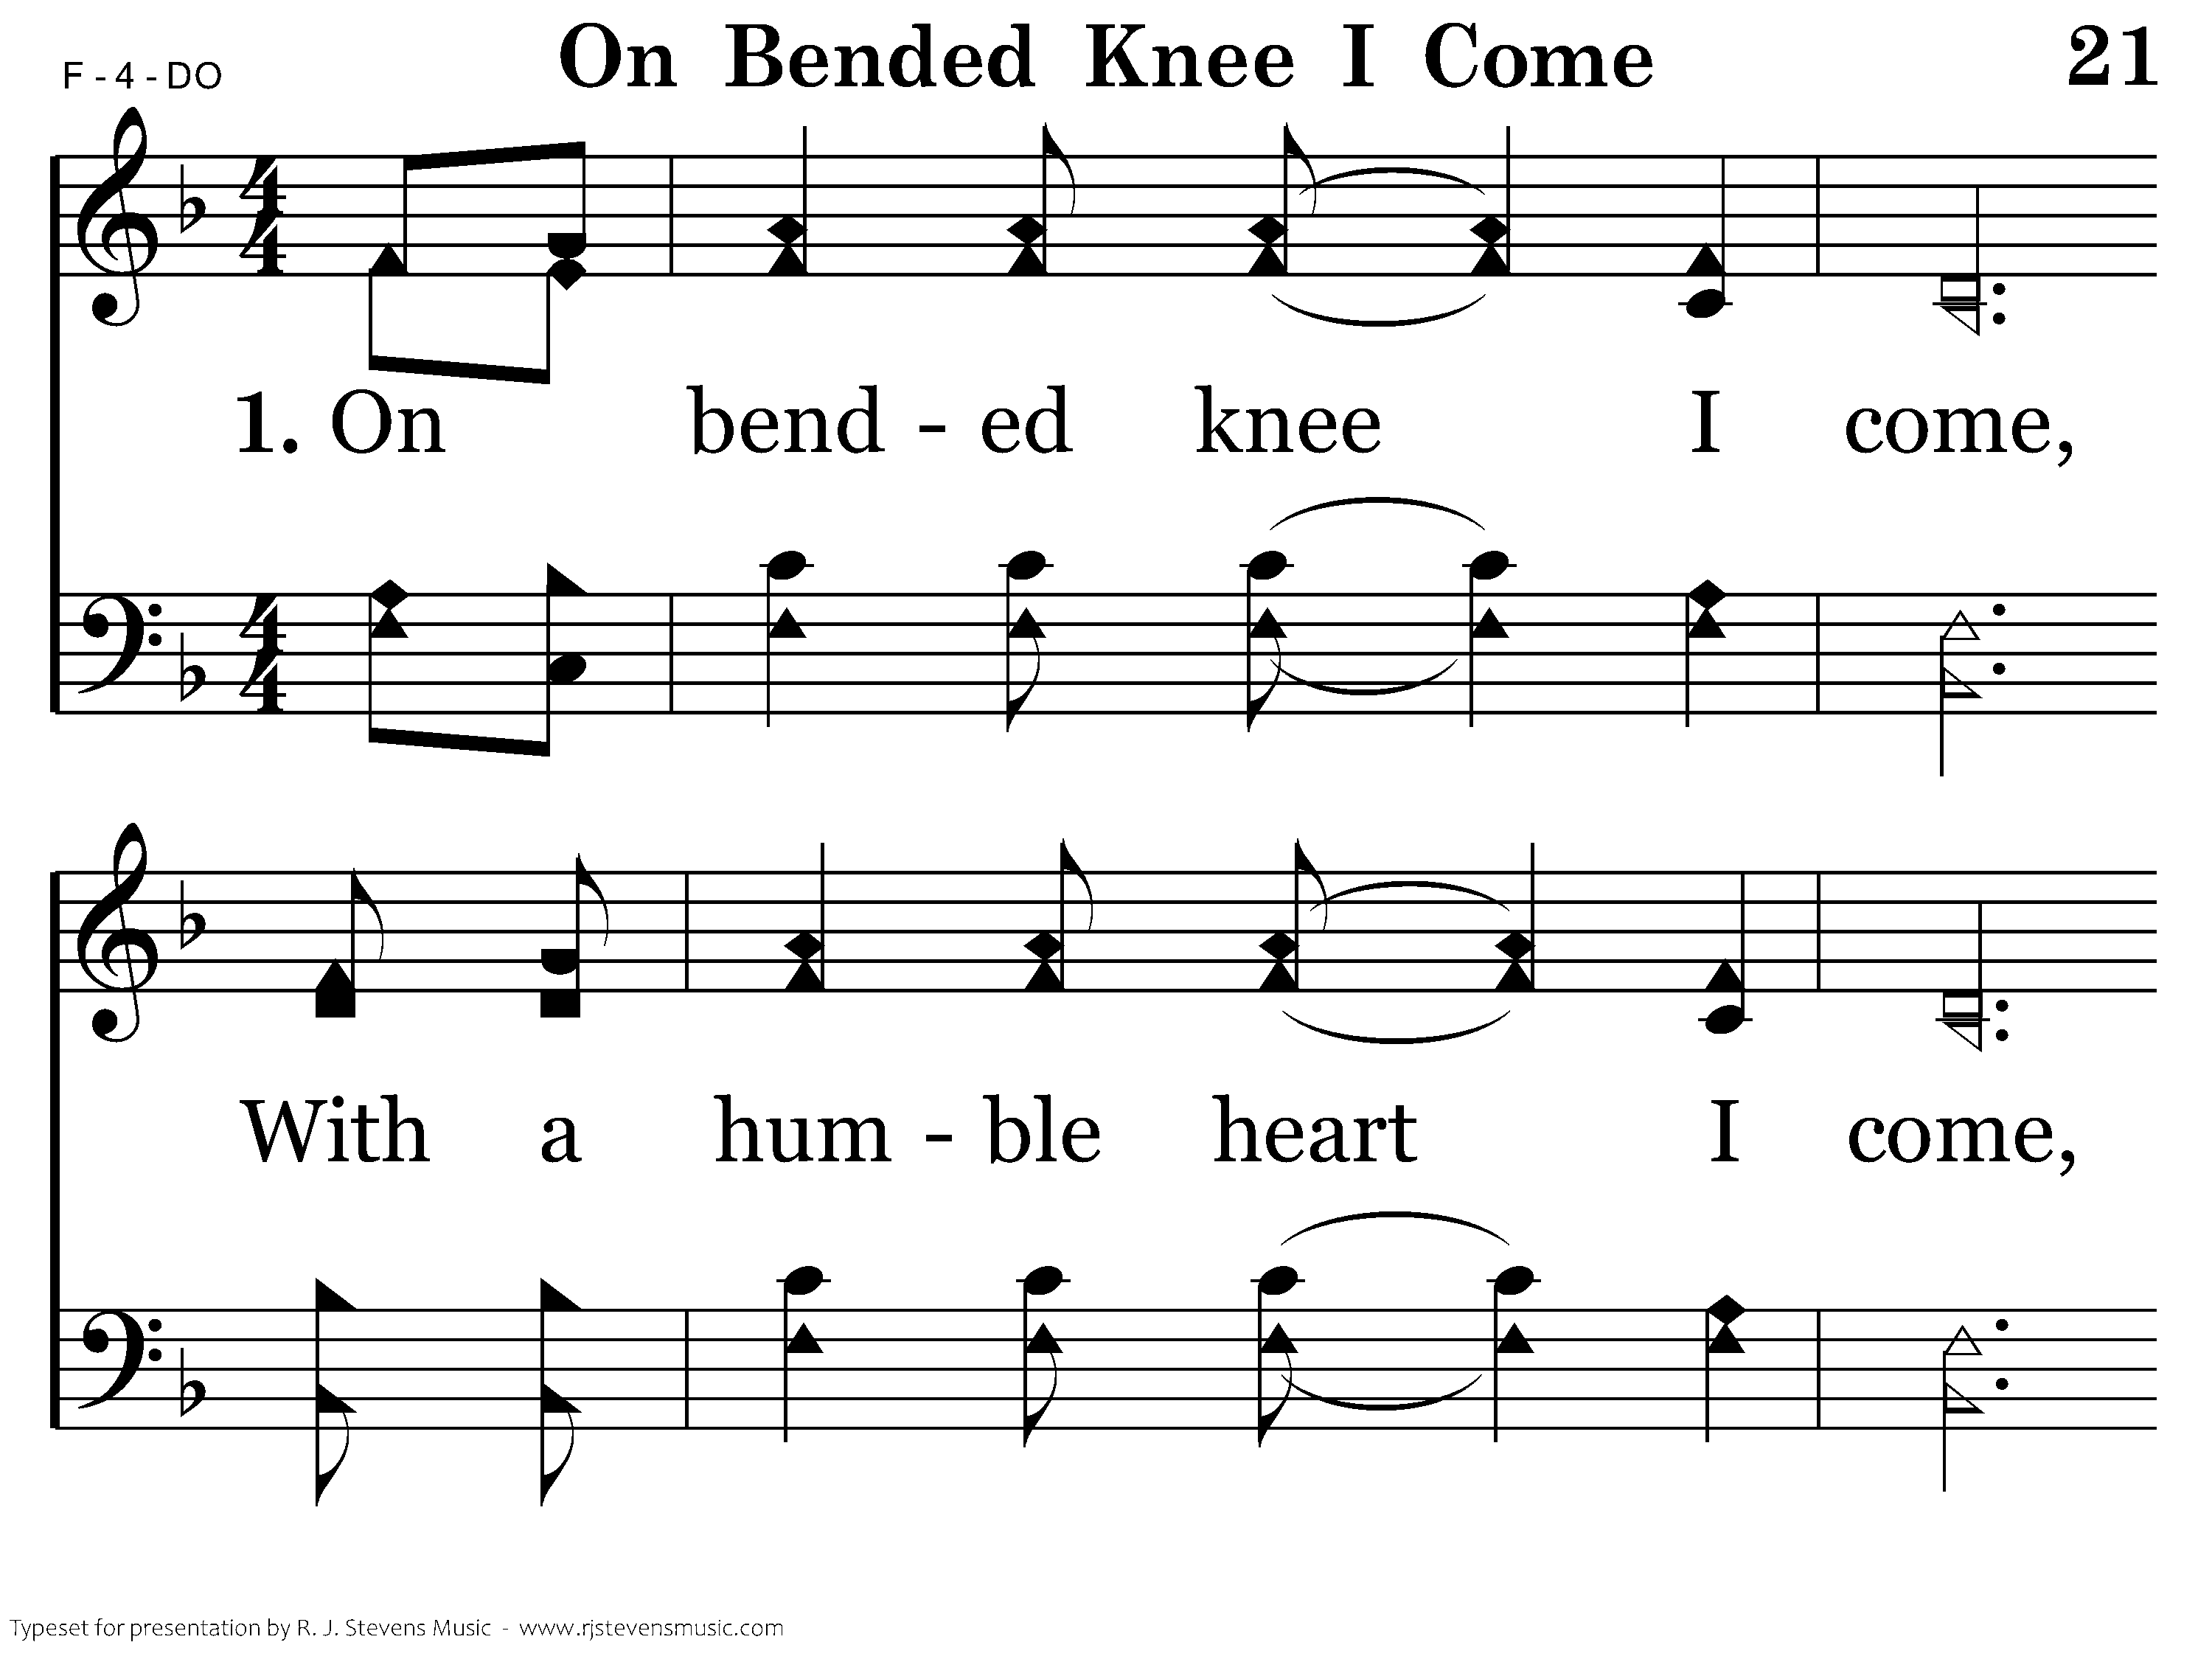 On Bended Knee I Come
21
F - 4 - DO
1. On bend - ed knee I come,
With a hum - ble heart I come,
Typeset for presentation by R. J. Stevens Music - www.rjstevensmusic.com